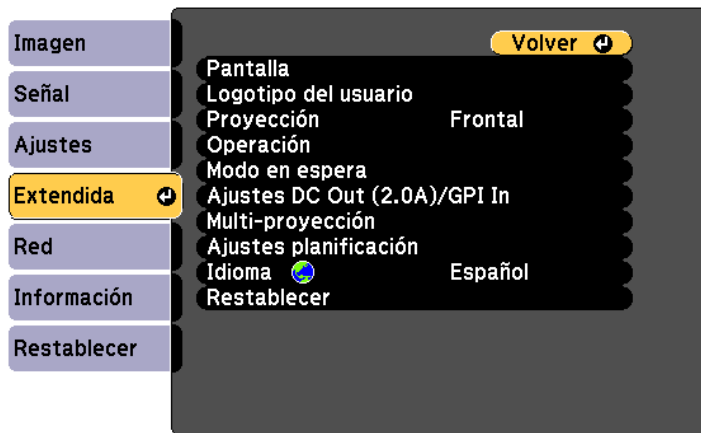 Imagen
Señal
Ajustes
Extendida
Red
Información
Restablecer
Volver
Pantalla
Logotipo del usuario
Proyección Frontal
Operación
Modo en espera
Ajustes DC Out (2.0A)/GPI In
Multi-proyección
Ajustes planificación
Idioma Español
Restablecer